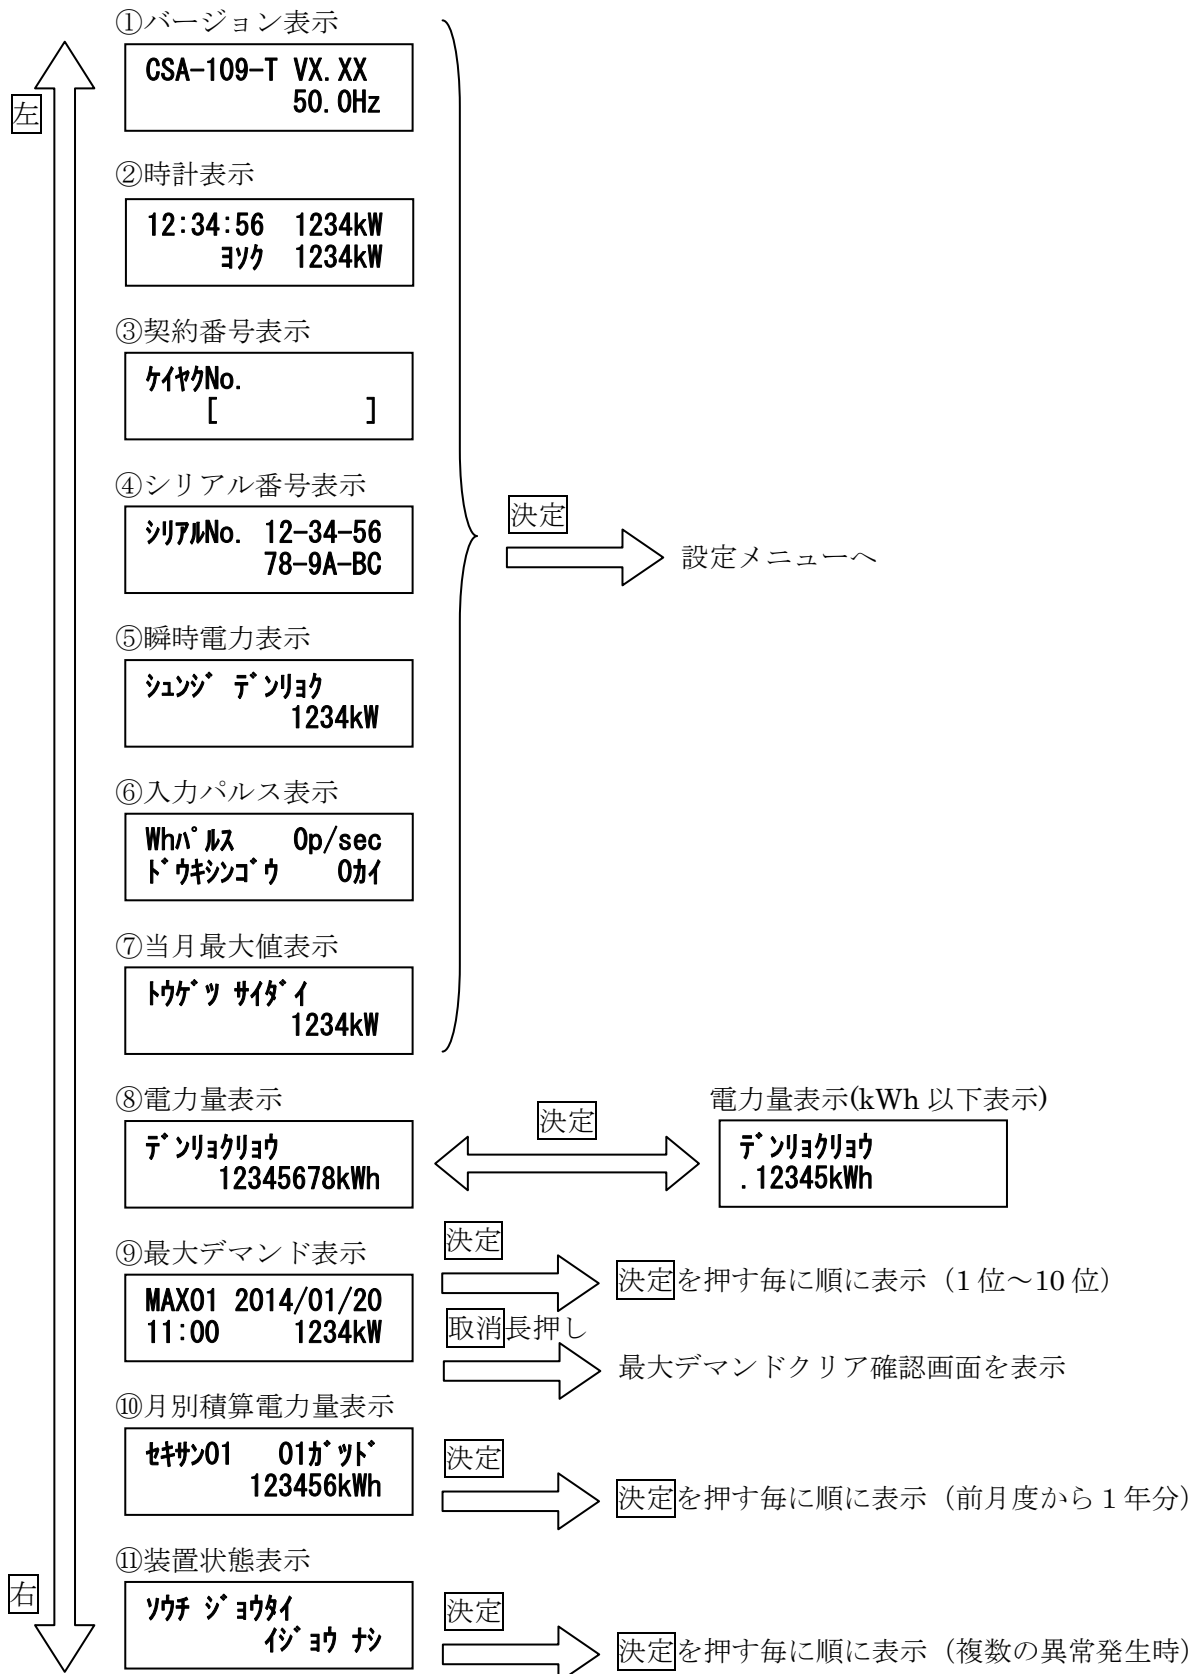 ①バージョン表示
CSA-109-T VX.XX
50.0Hz
左
②時計表示
12:34:56 1234kW
ﾖｿｸ 1234kW
③契約番号表示
ｹｲﾔｸNo.
[ ]
④シリアル番号表示
ｼﾘｱﾙNo. 12-34-56
78-9A-BC
決定
設定メニューへ
⑤瞬時電力表示
ｼｭﾝｼﾞ ﾃﾞﾝﾘｮｸ
1234kW
⑥入力パルス表示
Whﾊﾟﾙｽ 0p/sec
ﾄﾞｳｷｼﾝｺﾞｳ 0ｶｲ
⑦当月最大値表示
ﾄｳｹﾞﾂ ｻｲﾀﾞｲ
1234kW
⑧電力量表示
ﾃﾞﾝﾘｮｸﾘｮｳ
12345678kWh
決定
電力量表示(kWh 以下表示)
ﾃﾞﾝﾘｮｸﾘｮｳ
.12345kWh
⑨最大デマンド表示
MAX01 2014/01/20
11:00 1234kW
決定
決定を押す毎に順に表示（1 位～10 位）
取消長押し
最大デマンドクリア確認画面を表示
⑩月別積算電力量表示
ｾｷｻﾝ01 01ｶﾞﾂﾄﾞ
123456kWh
決定
決定を押す毎に順に表示（前月度から 1 年分）
⑪装置状態表示
ｿｳﾁ ｼﾞｮｳﾀｲ
ｲｼﾞｮｳ ﾅｼ
右
決定
決定を押す毎に順に表示（複数の異常発生時）